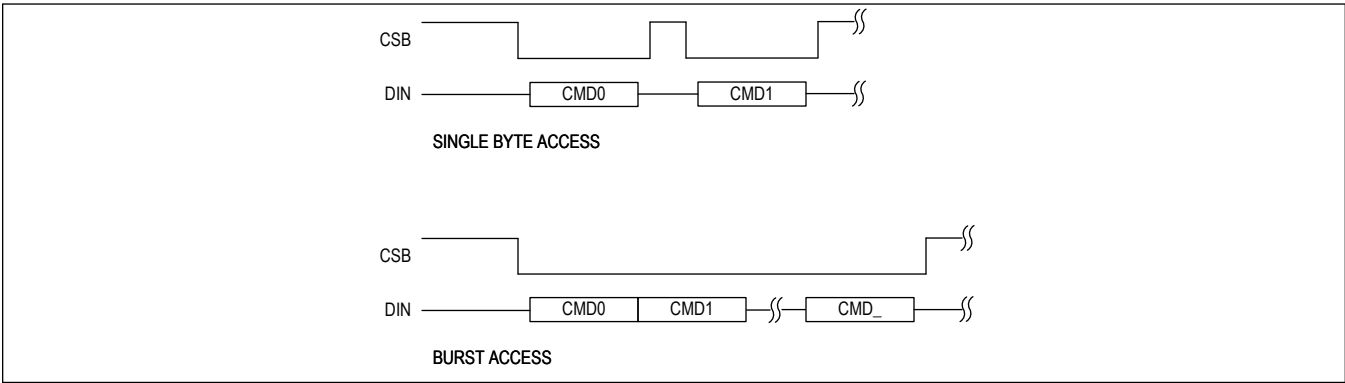 CSB
DIN CMD0 CMD1
SINGLE BYTE ACCESS
CSB
DIN CMD0 CMD1 CMD_
BURST ACCESS